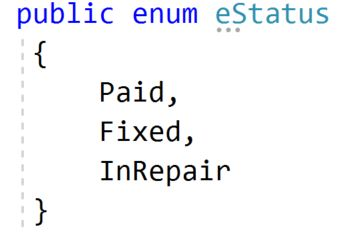 public enum eStatus
{
Paid,
Fixed,
InRepair
}